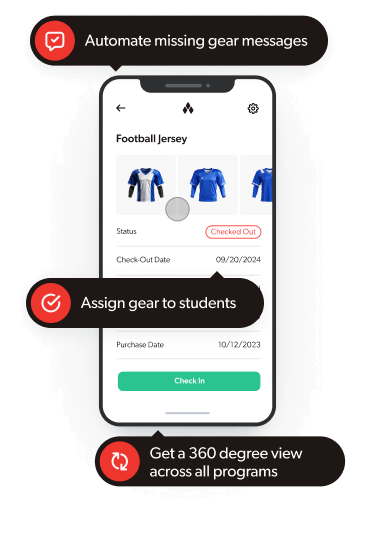 Automate missing gear messages
Football Jersey
Status Checked Out
Check-Out Date 09/20/2024
Assign gear to students
Purchase Date 10/12/2023
Check In
Get a 360 degree view
across all programs